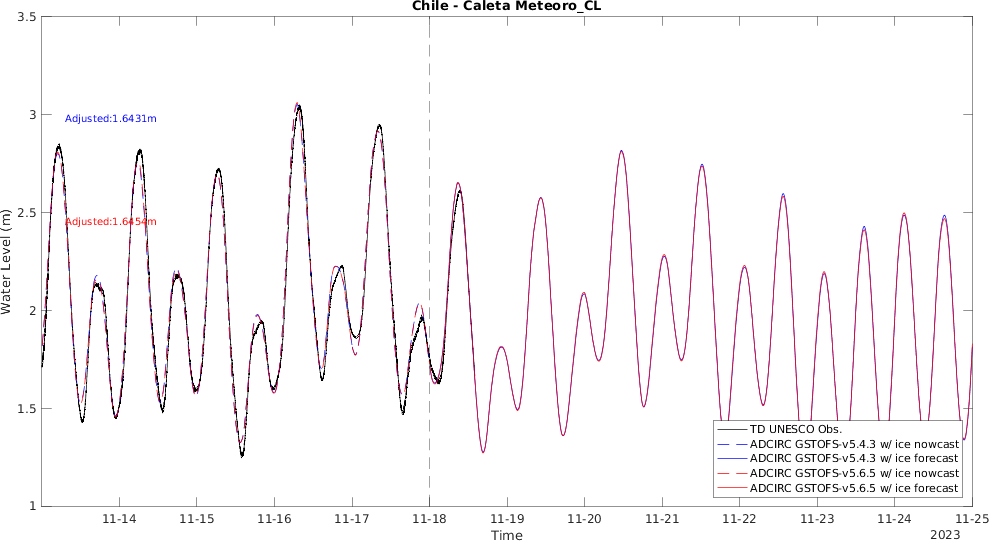 Chile - Caleta Meteoro_CL
3.5
3
2.5
2
1.5
1
Water Level (m)
Adjusted:1.6431m
Adjusted:1.6454m
TD UNESCO Obs.
ADCIRC GSTOFS-v5.4.3 w/ ice nowcast
ADCIRC GSTOFS-v5.4.3 w/ ice forecast
ADCIRC GSTOFS-v5.6.5 w/ ice nowcast
ADCIRC GSTOFS-v5.6.5 w/ ice forecast
11-14 11-15 11-16 11-17 11-18 11-19 11-20 11-21 11-22 11-23 11-24 11-25
Time
2023